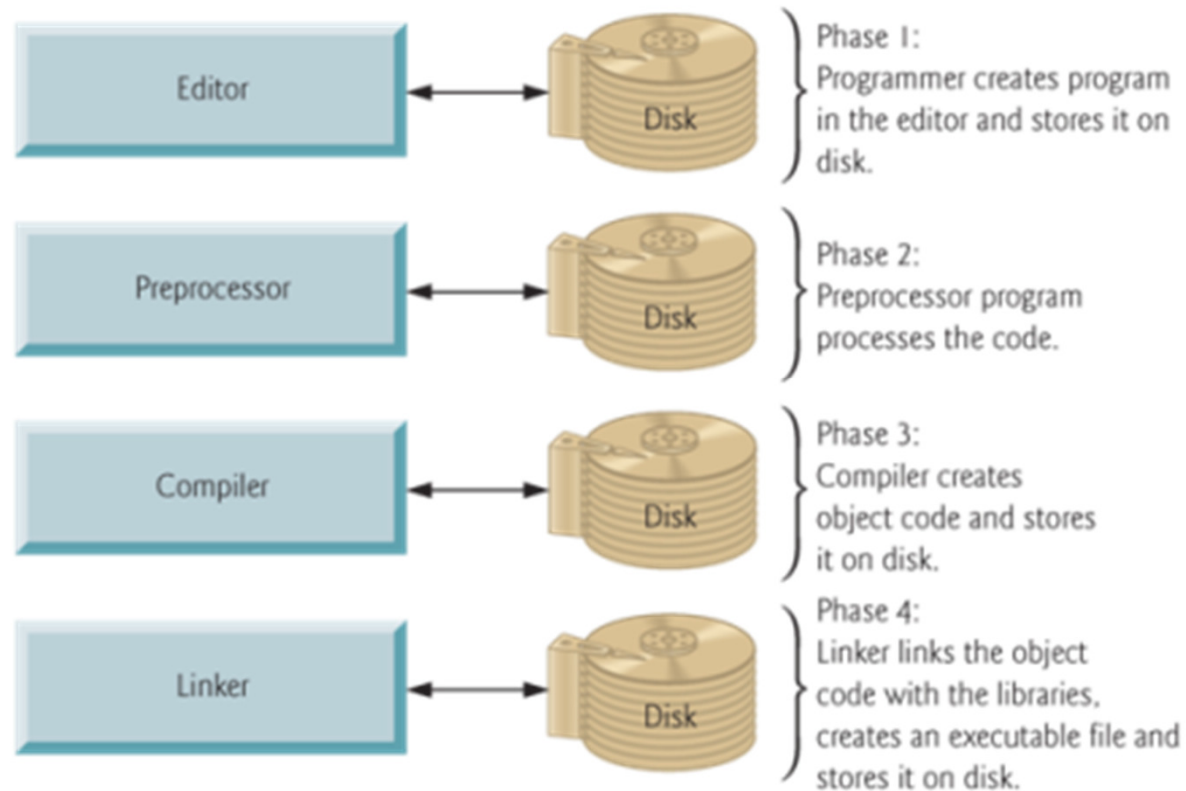 Editor
Disk
Phase 1:
Programmer creates program
in the editor and stores it on
disk.
Preprocessor
Disk
Phase 2:
Preprocessor program
processes the code.
Compiler
Disk
Phase 3:
Compiler creates
object code and stores
it on disk.
Linker
Disk
Phase 4:
Linker links the object
code with the libraries,
creates an executable file and
stores it on disk.